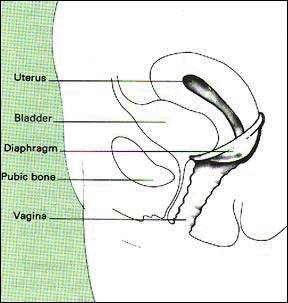 Uterus
Bladder
Diaphragm
Pubic bone
Vagina